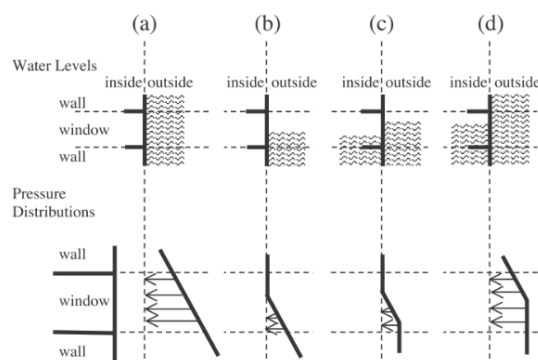 (a) (b) (c) (d)
Water Levels
inside outside inside outside inside outside inside outside
wall
window
wall
Pressure
Distributions
wall
window
wall